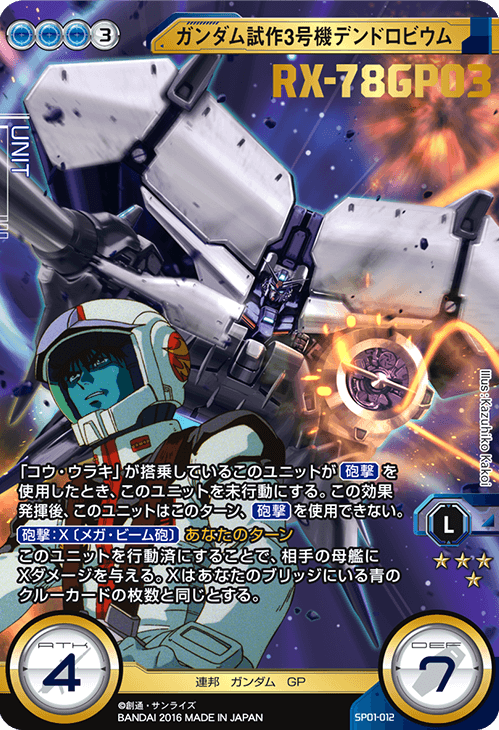 3
ガンダム試作3号機デンドロビウム
RX-78GP03
UNIT
Illus:Kazuhiko Kakoi
「コウ・ウラキ」が搭乗しているこのユニットが 砲撃 を
使用したとき、このユニットを未行動にする。この効果
発揮後、このユニットはこのターン、 砲撃 を使用できない。
砲撃:X〔メガ・ビーム砲〕 あなたのターン
このユニットを行動済にすることで、相手の母艦に
Xダメージを与える。Xはあなたのブリッジにいる青の
クルーカードの枚数と同じとする。
L
ATK
4
DEF
7
連邦 ガンダム GP
©創通・サンライズ
BANDAI 2016 MADE IN JAPAN
SP01-012